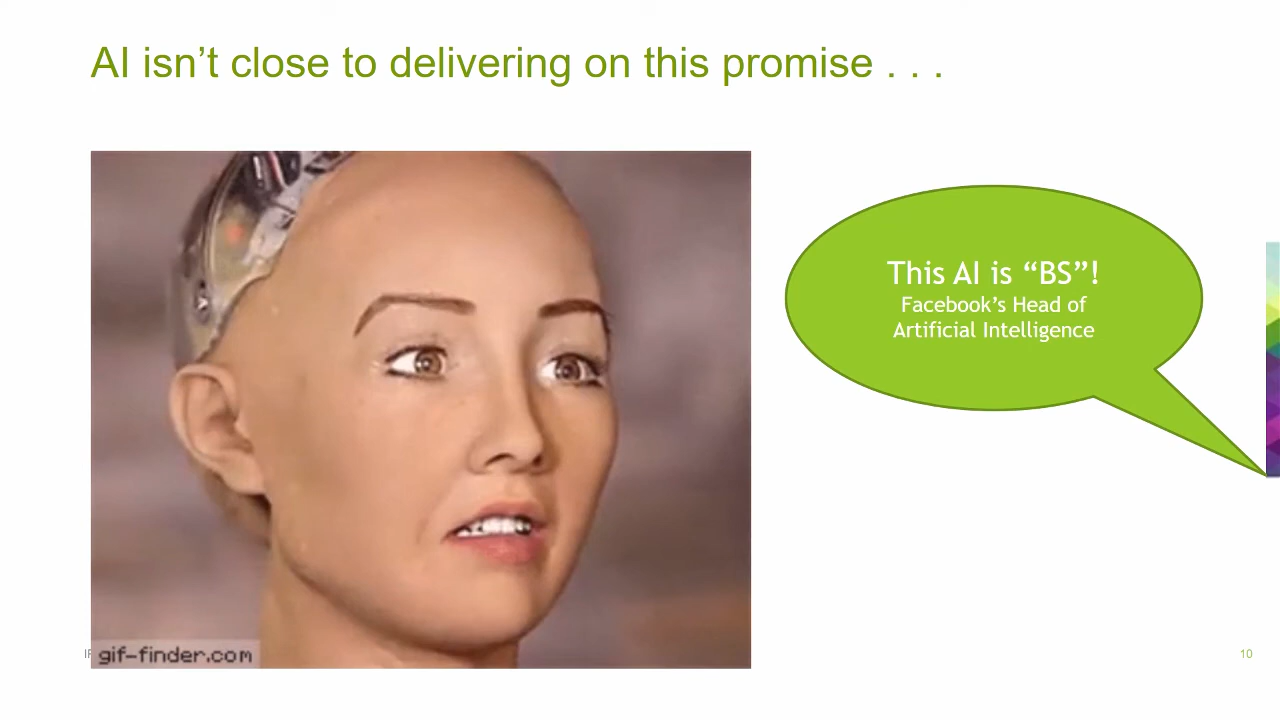 AI isn’t close to delivering on this promise . . .
This AI is “BS”!
Facebook’s Head of
Artificial Intelligence
gif-finder.com
10